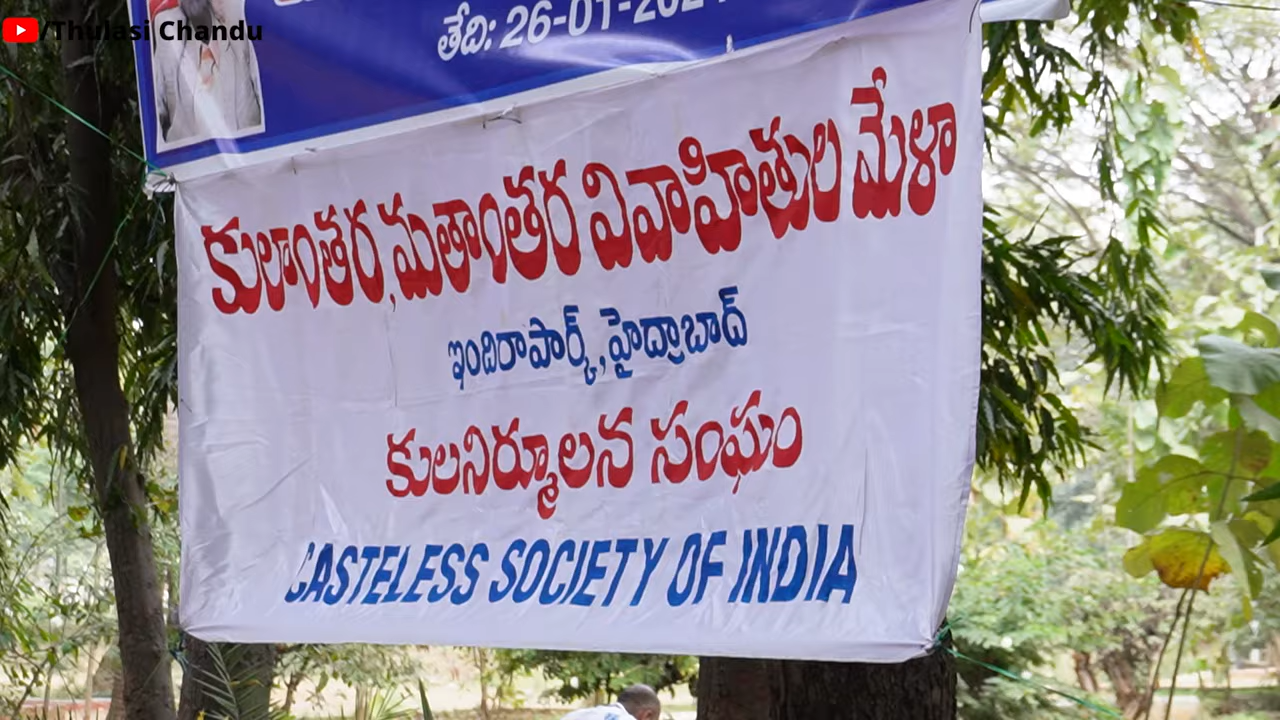 /Thulasi Chandu
తేది: 26-01-202
కులాంతర, మతాంతర వివాహితుల మేళా
ఇందిరాపార్క్, హైద్రాబాద్
కులనిర్మూలన సంఘం
CASTELESS SOCIETY OF INDIA